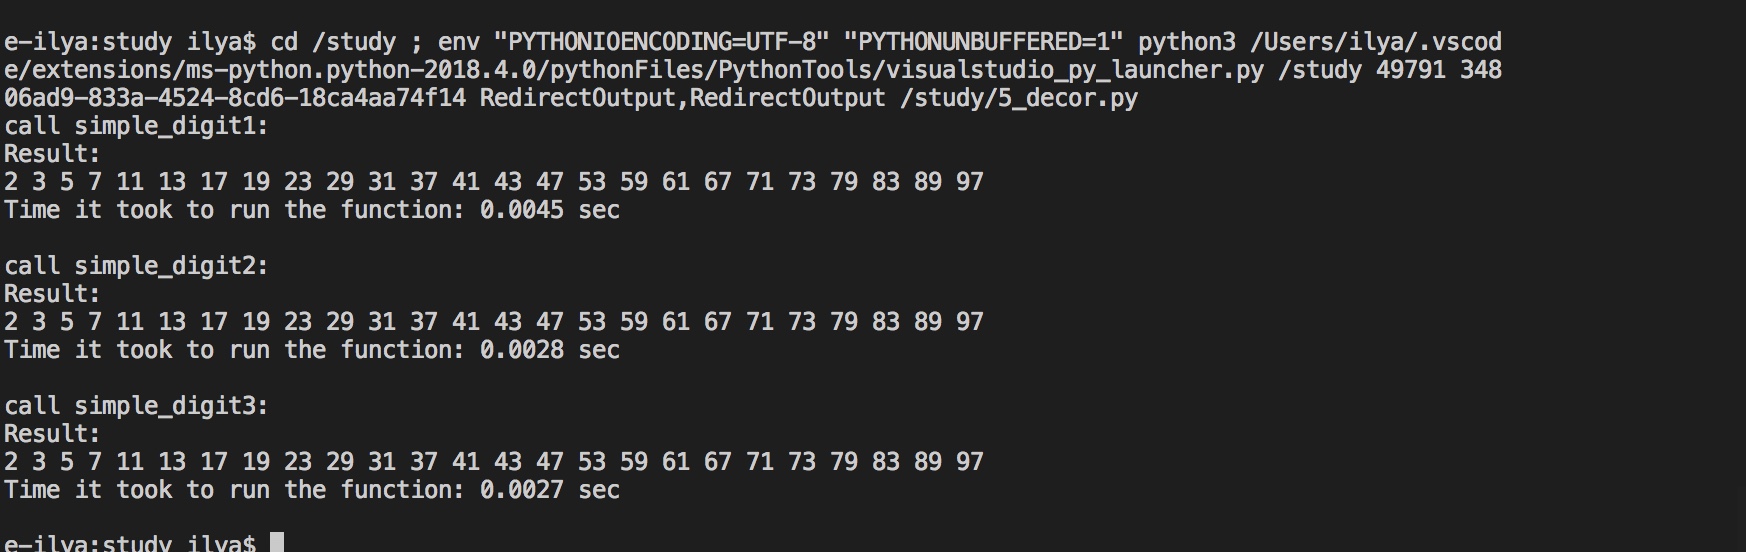 e-ilya:study ilya$ cd /study ; env "PYTHONIOENCODING=UTF-8" "PYTHONUNBUFFERED=1" python3 /Users/ilya/.vscod
e/extensions/ms-python.python-2018.4.0/pythonFiles/PythonTools/visualstudio_py_launcher.py /study 49791 348
06ad9-833a-4524-8cd6-18ca4aa74f14 RedirectOutput,RedirectOutput /study/5_decor.py
call simple_digit1:
Result:
2 3 5 7 11 13 17 19 23 29 31 37 41 43 47 53 59 61 67 71 73 79 83 89 97
Time it took to run the function: 0.0045 sec
call simple_digit2:
Result:
2 3 5 7 11 13 17 19 23 29 31 37 41 43 47 53 59 61 67 71 73 79 83 89 97
Time it took to run the function: 0.0028 sec
call simple_digit3:
Result:
2 3 5 7 11 13 17 19 23 29 31 37 41 43 47 53 59 61 67 71 73 79 83 89 97
Time it took to run the function: 0.0027 sec
e-ilya:study ilya$